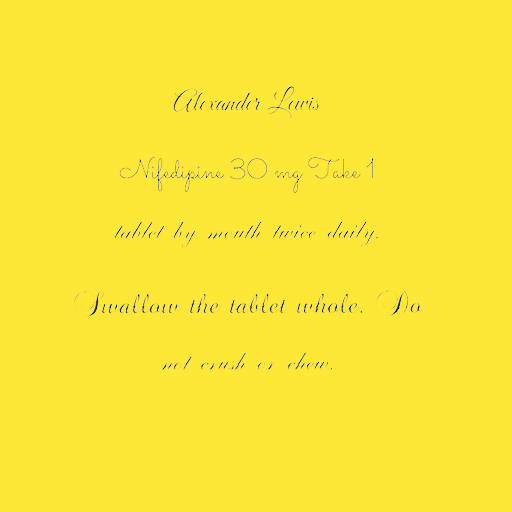 Alexander Lewis
Nifedipine 30 mg Take 1
tablet by mouth twice daily.
Swallow the tablet whole. Do
not crush or chew.